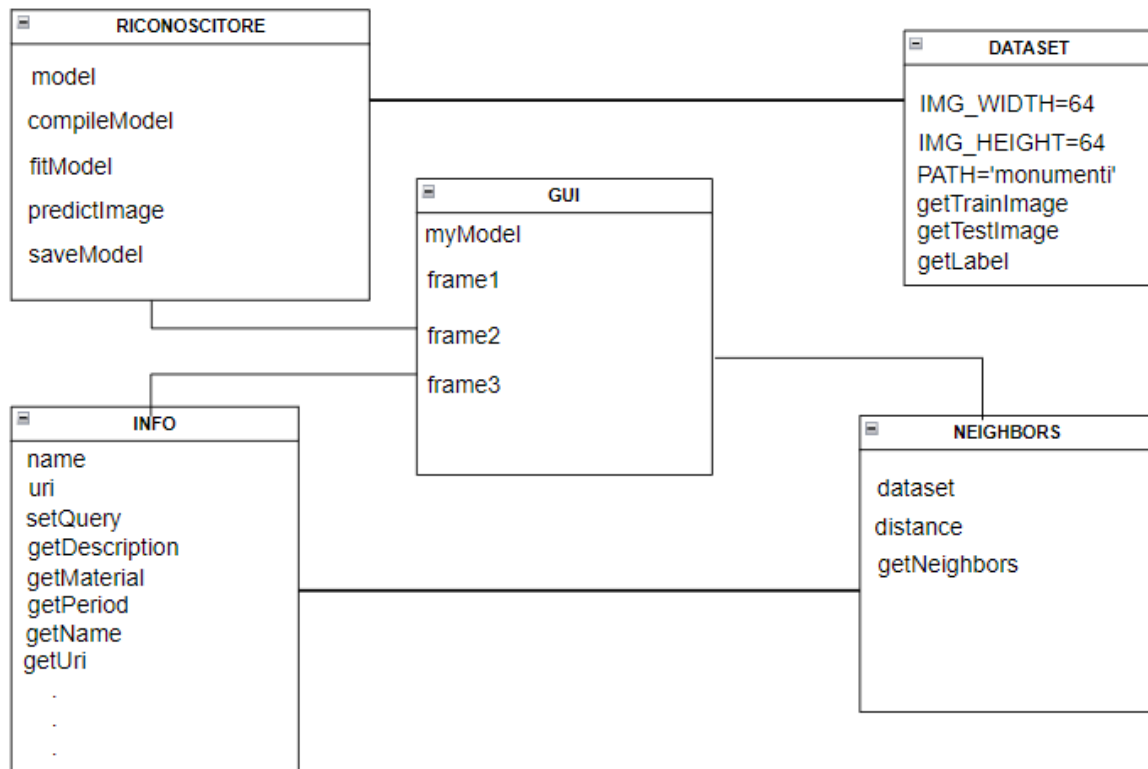 RICONOSCITORE
model
compileModel
fitModel
predictImage
saveModel
DATASET
IMG_WIDTH=64
IMG_HEIGHT=64
PATH='monumenti'
getTrainImage
getTestImage
getLabel
GUI
myModel
frame1
frame2
frame3
INFO
name
uri
setQuery
getDescription
getMaterial
getPeriod
getName
getUri
.
.
.
NEIGHBORS
dataset
distance
getNeighbors